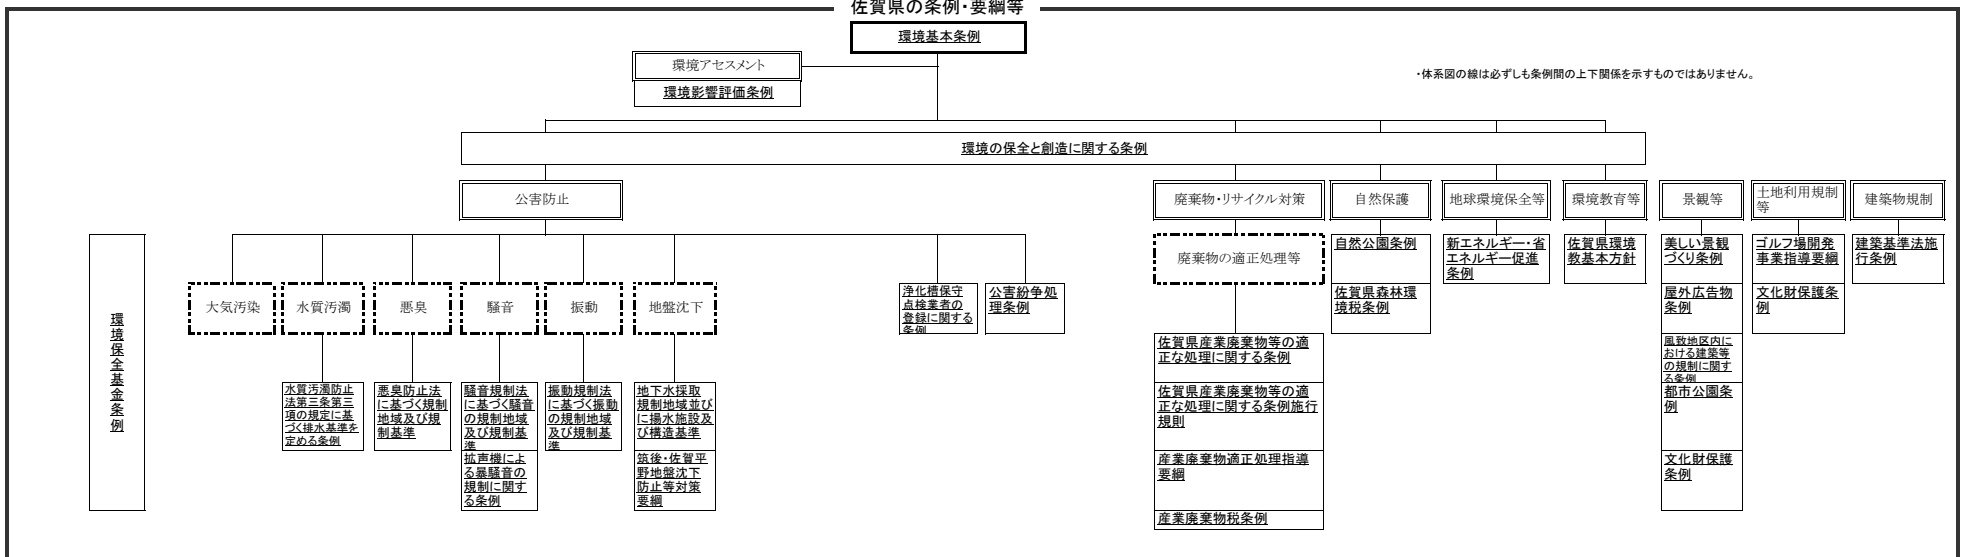 佐賀県の条例・要綱等
環境基本条例
環境アセスメント
環境影響評価条例
・体系図の線は必ずしも条例間の上下関係を示すものではありません。
環境の保全と創造に関する条例
公害防止
廃棄物・リサイクル対策
自然保護
地球環境保全等
環境教育等
景観等
土地利用規制
等
建築物規制
環境保全基金条例
大気汚染
水質汚濁
悪臭
騒音
振動
地盤沈下
浄化槽保守
点検業者の
登録に関する
条例
公害紛争処
理条例
水質汚濁防止
法第三条第三
項の規定に基
づく排水基準を
定める条例
悪臭防止法
に基づく規制
地域及び規
制基準
騒音規制法
に基づく騒音
の規制地域
及び規制基
準
拡声機によ
る暴騒音の
規制に関す
る条例
振動規制法
に基づく振動
の規制地域
及び規制基
準
地下水採取
規制地域並び
に揚水施設及
び構造基準
筑後・佐賀平
野地盤沈下
防止等対策
要綱
廃棄物の適正処理等
佐賀県産業廃棄物等の適
正な処理に関する条例
佐賀県産業廃棄物等の適
正な処理に関する条例施行
規則
産業廃棄物適正処理指導
要綱
産業廃棄物税条例
自然公園条例
佐賀県森林環
境税条例
新エネルギー・省
エネルギー促進
条例
佐賀県環境
教基本方針
美しい景観
づくり条例
屋外広告物
条例
風致地区内に
おける建築等
の規制に関す
る条例
都市公園条
例
文化財保護
条例
ゴルフ場開発
事業指導要綱
文化財保護条
例
建築基準法施
行条例